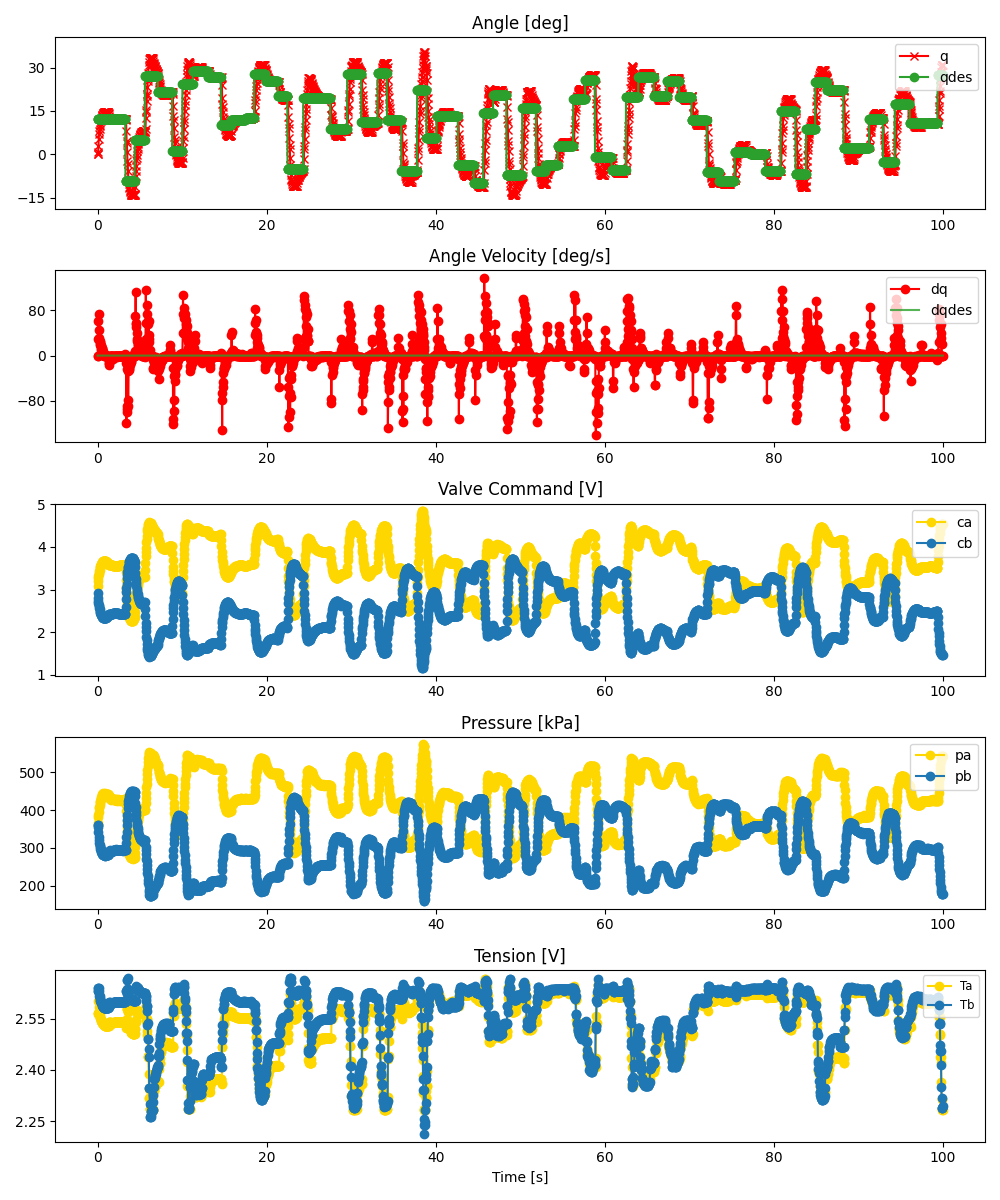 Angle [deg]
30
15
0
−15
q
qdes
0 20 40 60 80 100
Angle Velocity [deg/s]
80
0
−80
dq
dqdes
0 20 40 60 80 100
Valve Command [V]
5
4
3
2
1
ca
cb
0 20 40 60 80 100
Pressure [kPa]
500
400
300
200
pa
pb
0 20 40 60 80 100
Tension [V]
2.55
2.40
2.25
Ta
Tb
0 20 40 60 80 100
Time [s]